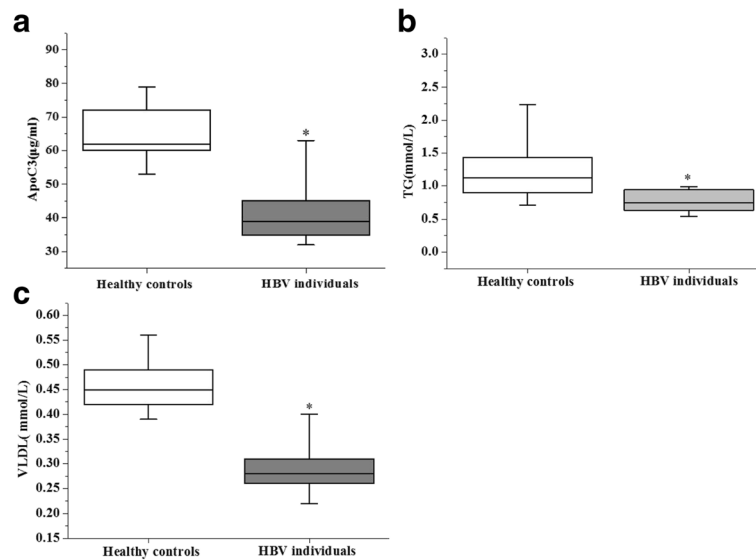 a
ApoC3(μg/ml)
90
80
70
60
50
40
30
*
Healthy controls
HBV individuals
b
TG(mmol/L)
3.0
2.5
2.0
1.5
1.0
0.5
0.0
*
Healthy controls
HBV individuals
c
VLDL( mmol/L)
0.60
0.55
0.50
0.45
0.40
0.35
0.30
0.25
0.20
0.15
*
Healthy controls
HBV individuals